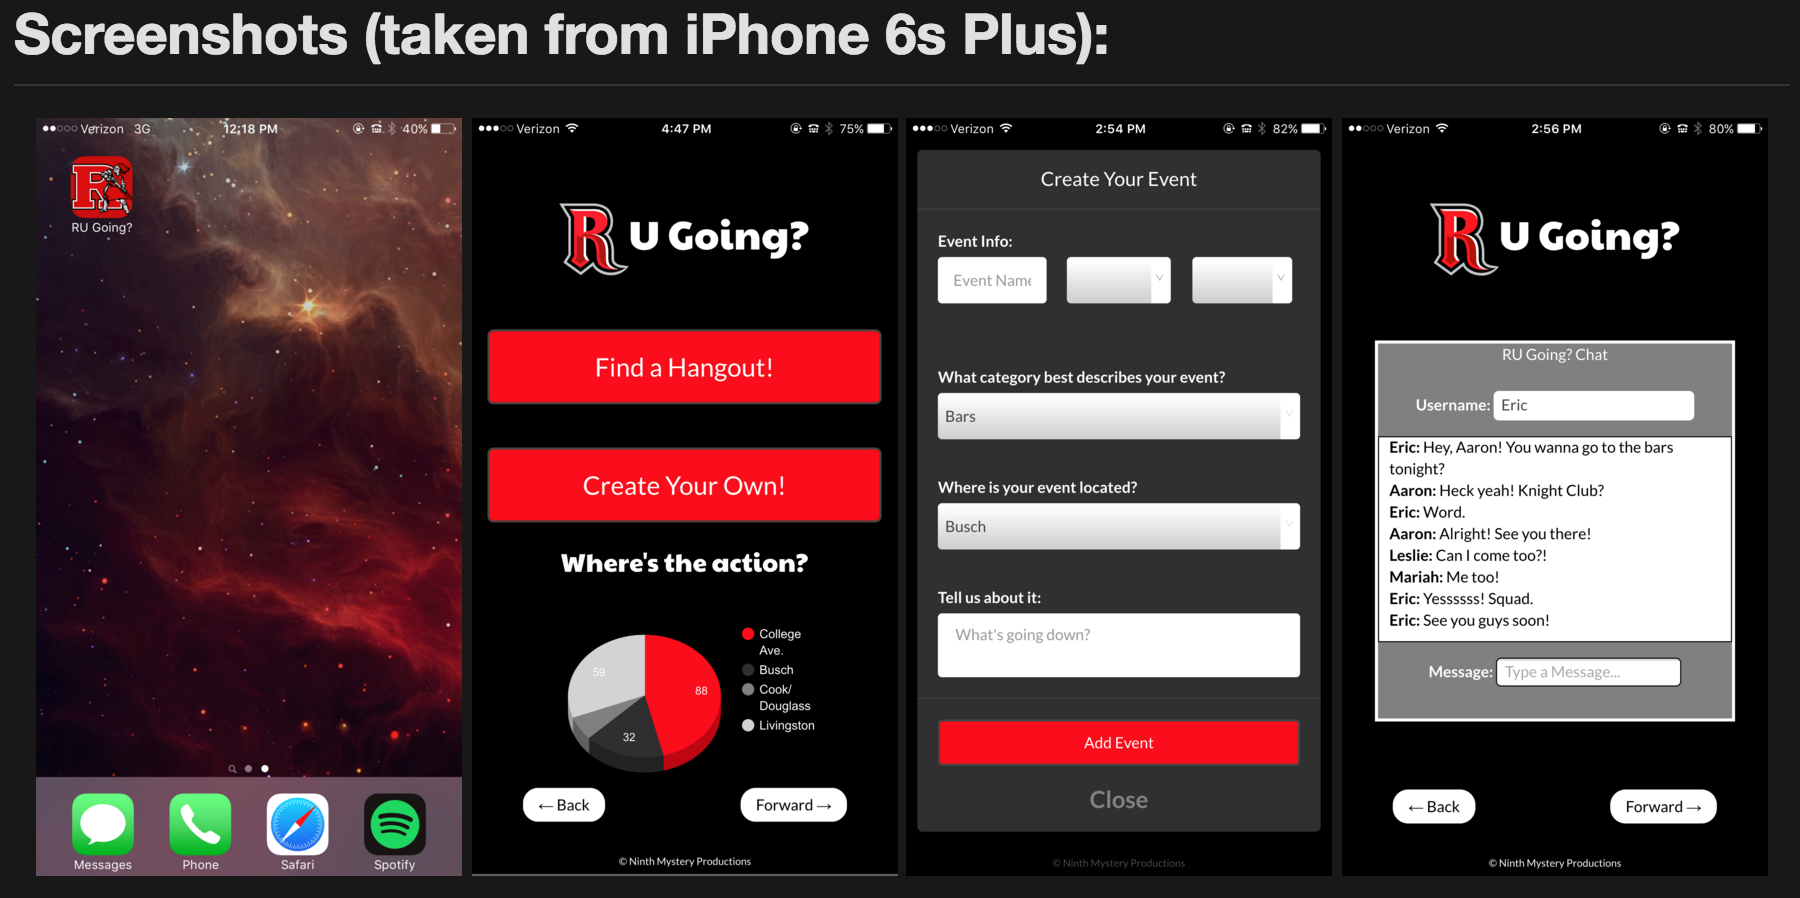 Screenshots (taken from iPhone 6s Plus):
Verizon 3G 12:18 PM 40%
R
RU Going?
Messages Phone Safari Spotify
Verizon 4:47 PM 75%
R U Going?
Find a Hangout!
Create Your Own!
Where's the action?
College
Ave.
Busch
Cook/
Douglass
Livingston
59
88
32
← Back Forward →
© Ninth Mystery Productions
Verizon 2:54 PM 82%
Create Your Event
Event Info:
Event Name
What category best describes your event?
Bars
Where is your event located?
Busch
Tell us about it:
What's going down?
Add Event
Close
© Ninth Mystery Productions
Verizon 2:56 PM 80%
R U Going?
RU Going? Chat
Username: Eric
Eric: Hey, Aaron! You wanna go to the bars
tonight?
Aaron: Heck yeah! Knight Club?
Eric: Word.
Aaron: Alright! See you there!
Leslie: Can I come too?!
Mariah: Me too!
Eric: Yessssss! Squad.
Eric: See you guys soon!
Message: Type a Message...
← Back Forward →
© Ninth Mystery Productions